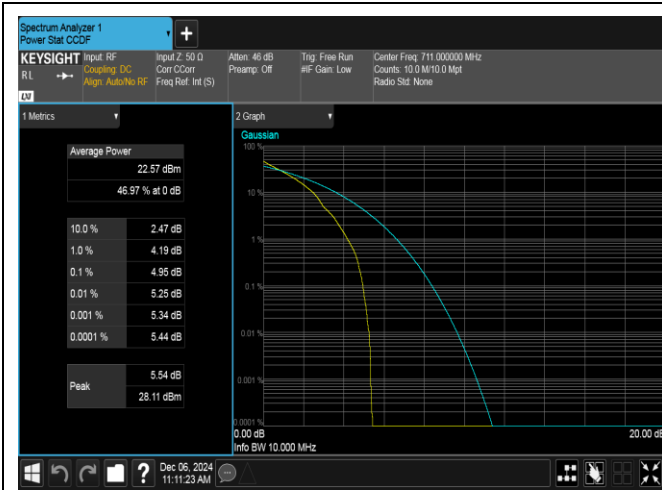 Spectrum Analyzer 1
Power Stat CCDF
+
KEYSIGHT
RL
LXI
Input: RF
Coupling: DC
Align: Auto/No RF
Input Z: 50 Ω
Corr CCorr
Freq Ref: Int (S)
Atten: 46 dB
Preamp: Off
Trig: Free Run
#IF Gain: Low
Center Freq: 711.000000 MHz
Counts: 10.0 M/10.0 Mpt
Radio Std: None
1 Metrics
Average Power
22.57 dBm
46.97 % at 0 dB
10.0 % 2.47 dB
1.0 % 4.19 dB
0.1 % 4.95 dB
0.01 % 5.25 dB
0.001 % 5.34 dB
0.0001 % 5.44 dB
Peak
5.54 dB
28.11 dBm
2 Graph
Gaussian
100 %
10 %
1 %
0.1 %
0.01 %
0.001 %
0.0001 %
0.00 dB
20.00 dB
Info BW 10.000 MHz
?
Dec 06, 2024
11:11:23 AM